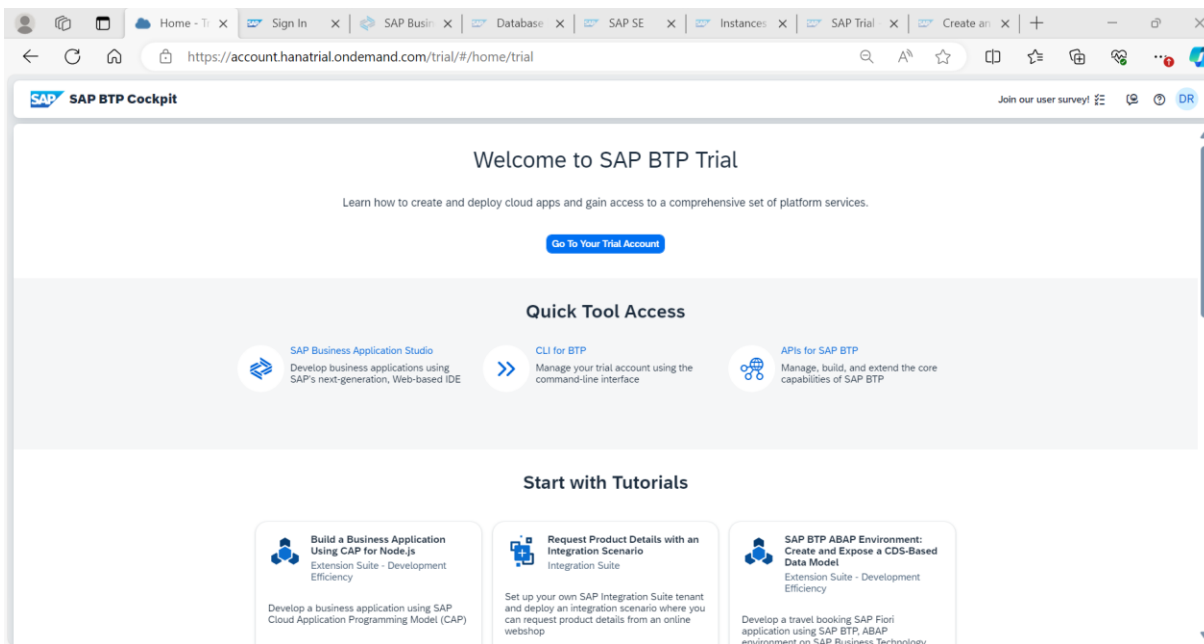 Home - Tr
Sign In
SAP Busin
Database
SAP SE
Instances
SAP Trial
Create an
https://account.hanatrial.ondemand.com/trial/#/home/trial
SAP SAP BTP Cockpit
Join our user survey!
DR
Welcome to SAP BTP Trial
Learn how to create and deploy cloud apps and gain access to a comprehensive set of platform services.
Go To Your Trial Account
Quick Tool Access
SAP Business Application Studio
Develop business applications using
SAP's next-generation, Web-based IDE
CLI for BTP
Manage your trial account using the
command-line interface
APIs for SAP BTP
Manage, build, and extend the core
capabilities of SAP BTP
Start with Tutorials
Build a Business Application
Using CAP for Node.js
Extension Suite - Development
Efficiency
Develop a business application using SAP
Cloud Application Programming Model (CAP)
Request Product Details with an
Integration Scenario
Integration Suite
Set up your own SAP Integration Suite tenant
and deploy an integration scenario where you
can request product details from an online
webshop
SAP BTP ABAP Environment:
Create and Expose a CDS-Based
Data Model
Extension Suite - Development
Efficiency
Develop a travel booking SAP Fiori
application using SAP BTP, ABAP
environment on SAP Business Technology